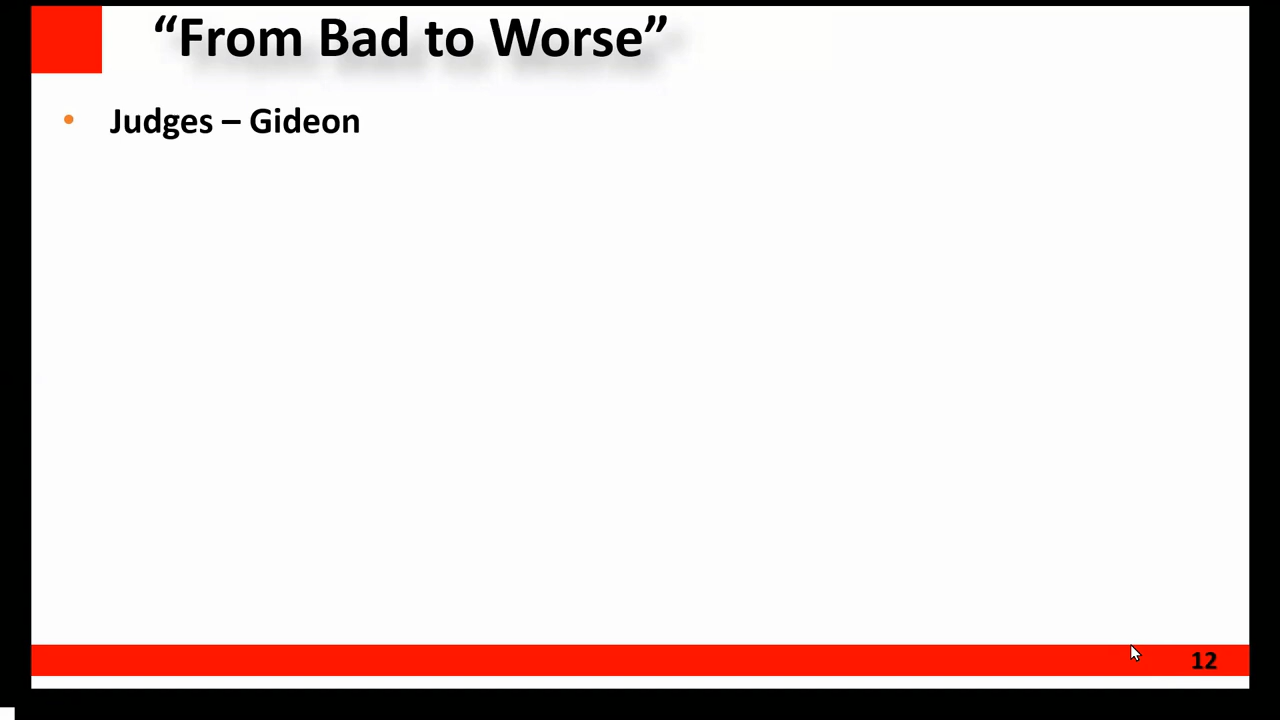 “From Bad to Worse”
• Judges – Gideon
12